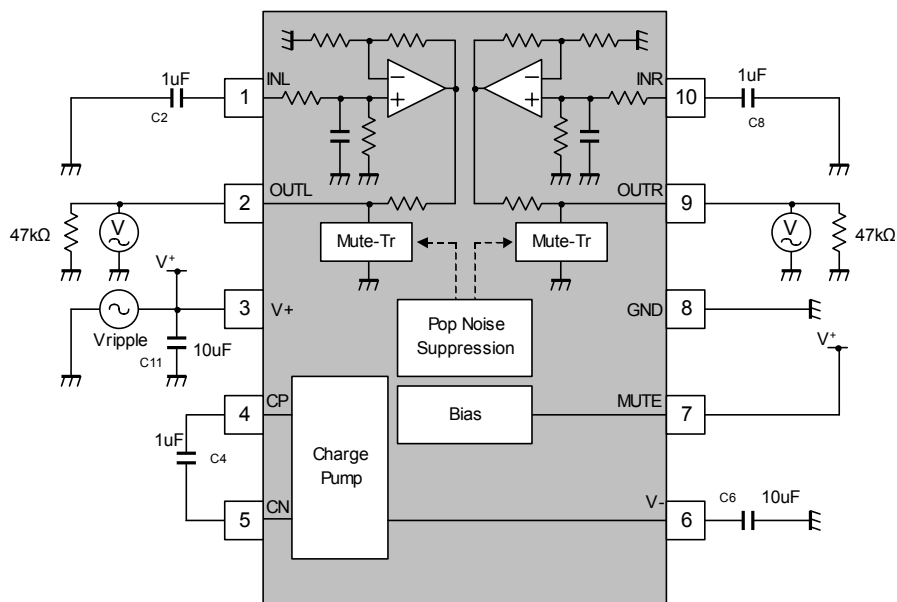 1uF
C2
1
INL
INR
10
1uF
C8
2
OUTL
OUTR
9
47kΩ
V
Mute-Tr
Mute-Tr
V
47kΩ
V+
Vripple
3
V+
GND
8
C11
10uF
Pop Noise
Suppression
V+
4
CP
Bias
MUTE
7
1uF
C4
Charge
Pump
5
CN
V-
6
C6
10uF